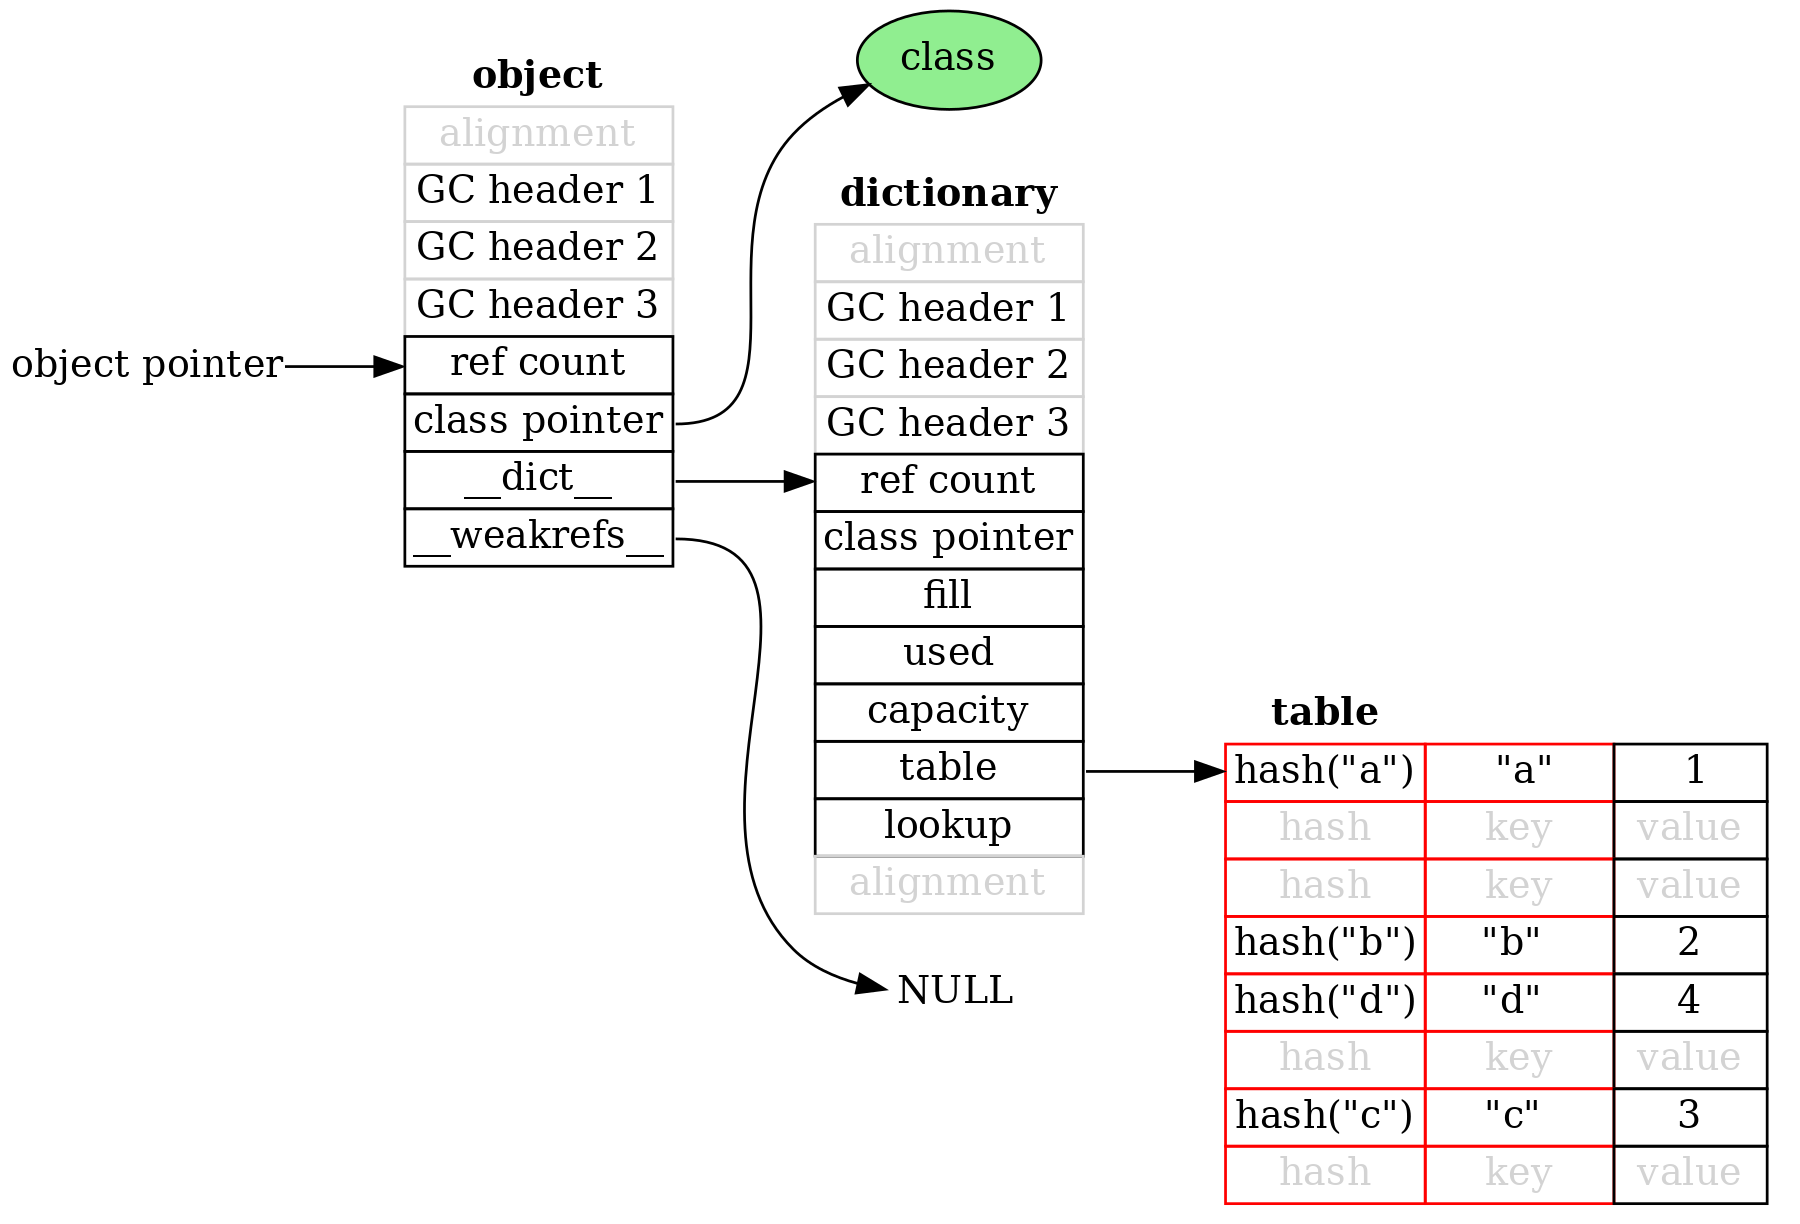 class
object
alignment
GC header 1
GC header 2
GC header 3
object pointer
ref count
class pointer
__dict__
__weakrefs__
dictionary
alignment
GC header 1
GC header 2
GC header 3
ref count
class pointer
fill
used
capacity
table
lookup
alignment
NULL
table
hash("a") "a" 1
hash key value
hash key value
hash("b") "b" 2
hash("d") "d" 4
hash key value
hash("c") "c" 3
hash key value